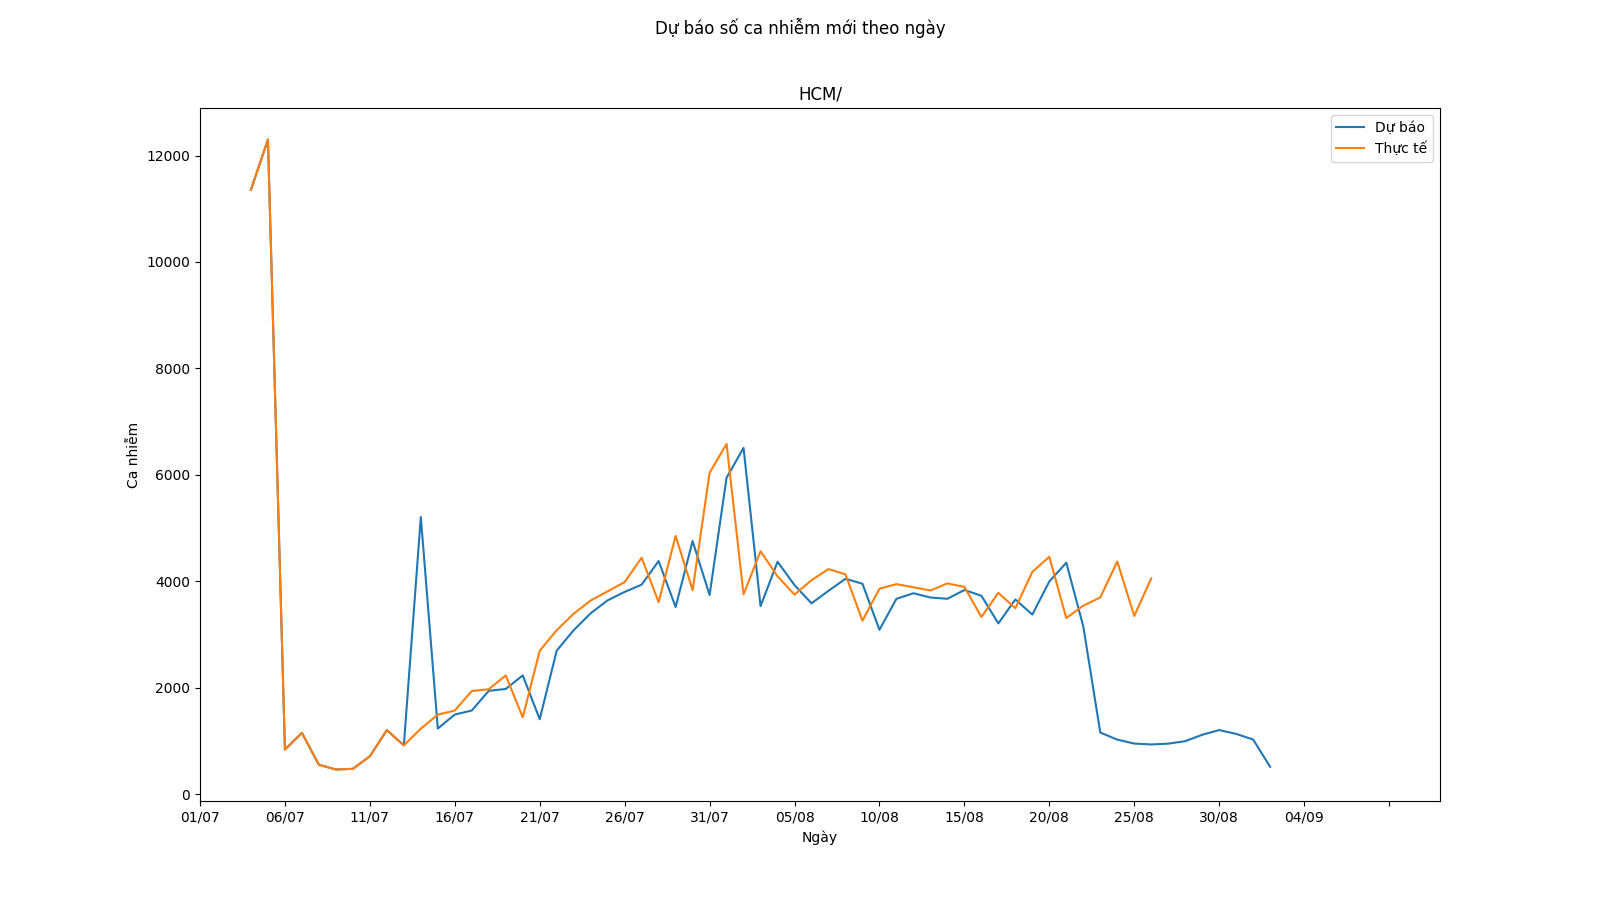 Dự báo số ca nhiễm mới theo ngày
HCM/
Dự báo
Thực tế
12000
10000
8000
6000
4000
2000
0
Ca nhiễm
01/07 06/07 11/07 16/07 21/07 26/07 31/07 05/08 10/08 15/08 20/08 25/08 30/08 04/09
Ngày